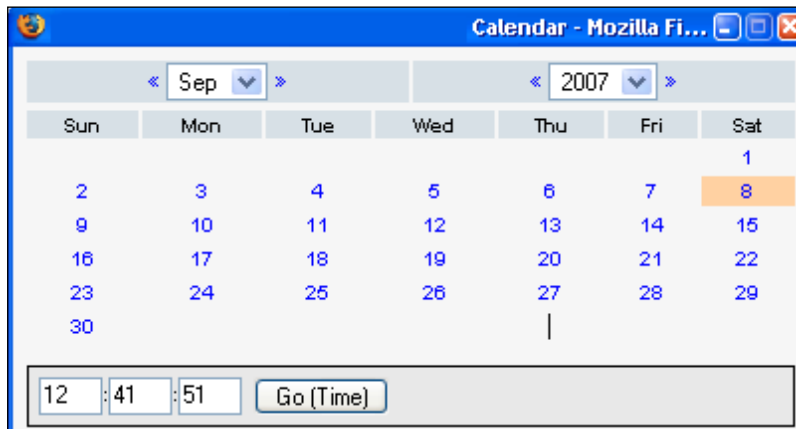 Calendar - Mozilla Fi...
« Sep » « 2007 »
Sun Mon Tue Wed Thu Fri Sat
1
2 3 4 5 6 7 8
9 10 11 12 13 14 15
16 17 18 19 20 21 22
23 24 25 26 27 28 29
30
12 : 41 : 51 Go (Time)